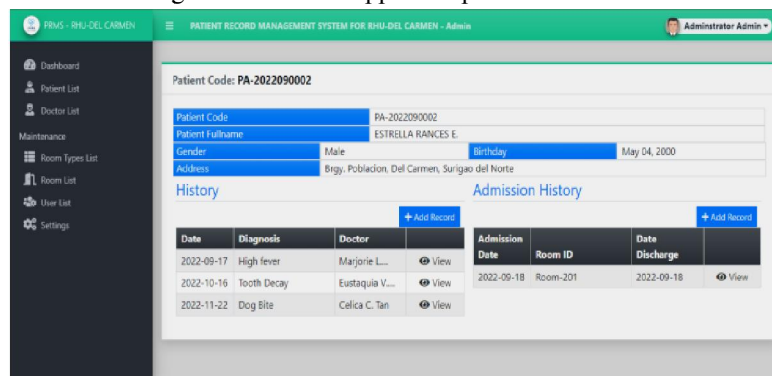 PRMS - RHU-DEL CARMEN
PATIENT RECORD MANAGEMENT SYSTEM FOR RHU-DEL CARMEN - Admin
Adminstrator Admin
Dashboard
Patient List
Doctor List
Maintenance
Room Types List
Room List
User List
Settings
Patient Code: PA-2022090002
Patient Code PA-2022090002
Patient Fullname ESTRELLA RANCES E.
Gender Male Birthday May 04, 2000
Address Brgy. Poblacion, Del Carmen, Surigao del Norte
History
+ Add Record
Date Diagnosis Doctor
2022-09-17 High fever Marjorie L... View
2022-10-16 Tooth Decay Eustaquia V.... View
2022-11-22 Dog Bite Celica C. Tan View
Admission History
+ Add Record
Admission Date Room ID Date Discharge
2022-09-18 Room-201 2022-09-18 View